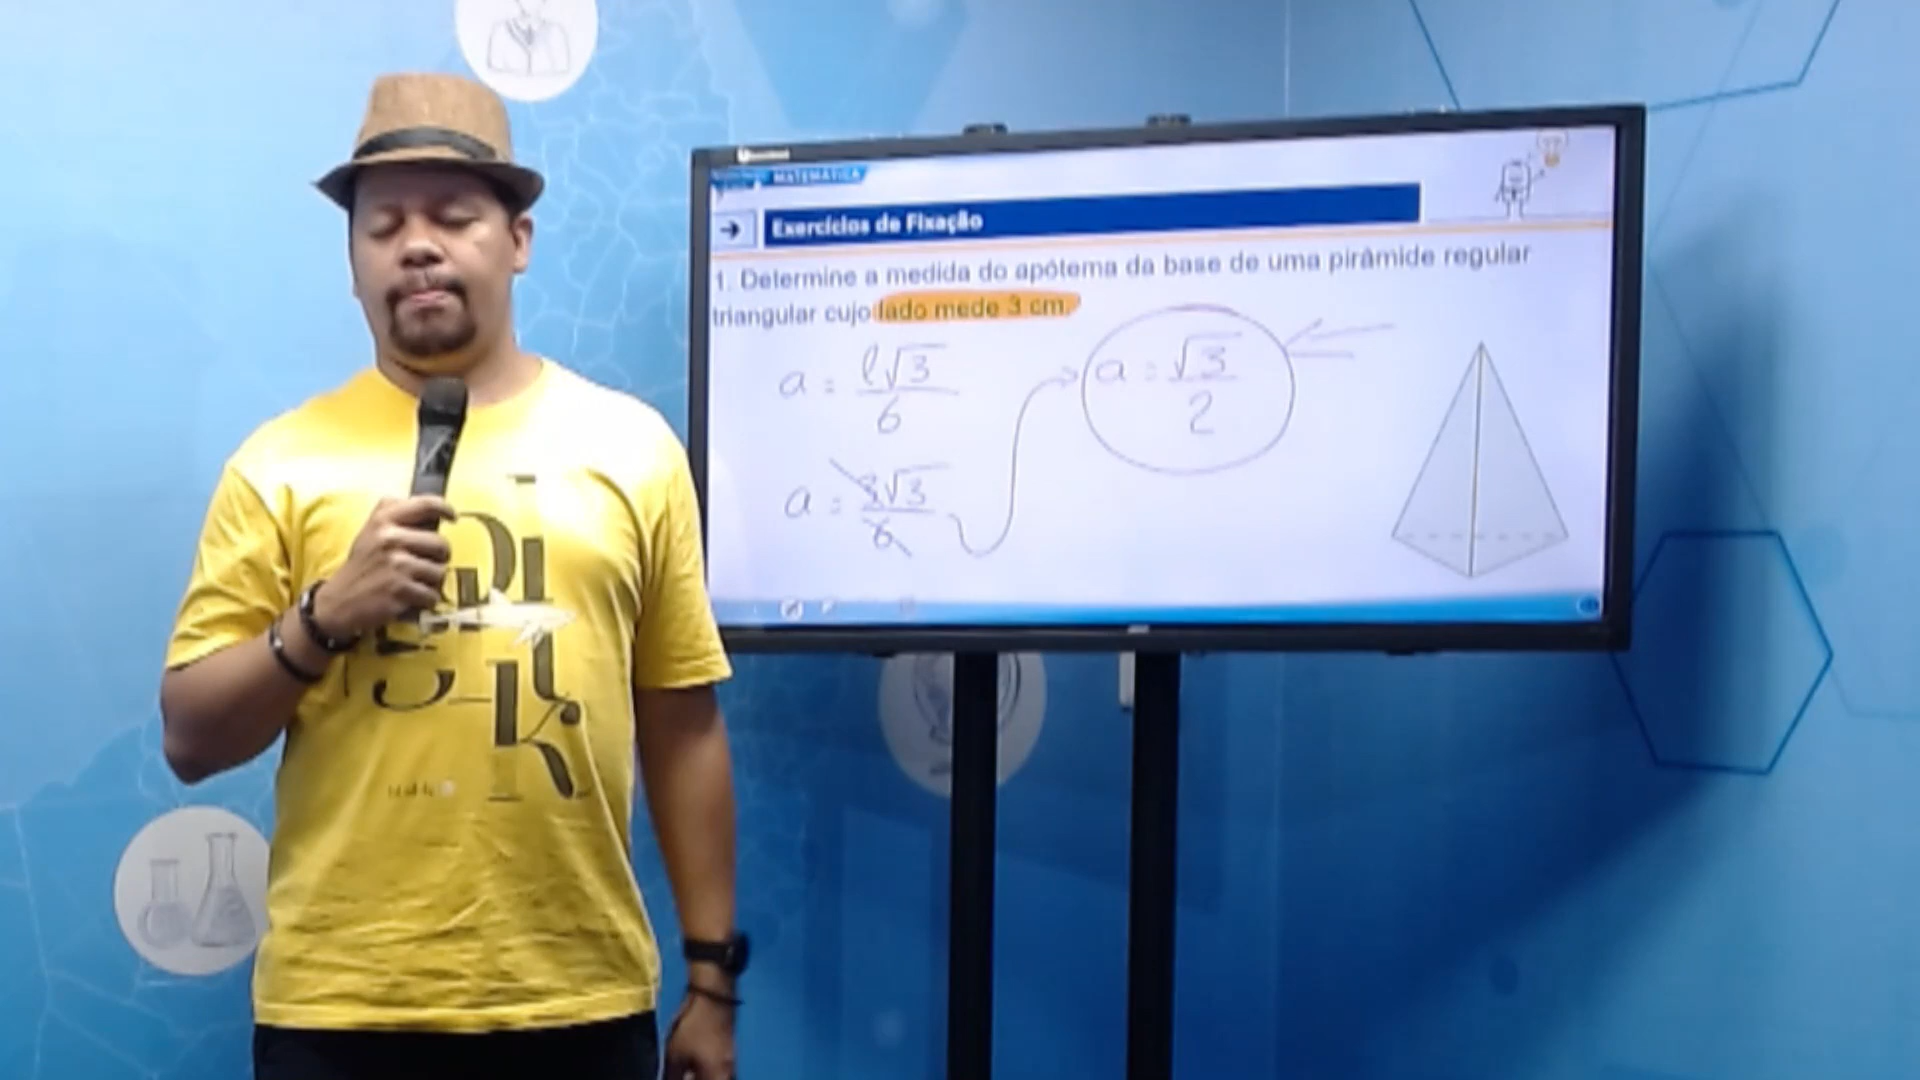 MATEMÁTICA
→ Exercícios de Fixação
1. Determine a medida do apótema da base de uma pirâmide regular
triangular cujo lado mede 3 cm.
a = ℓ√3/6
a = √3/2
a = 3√3/6